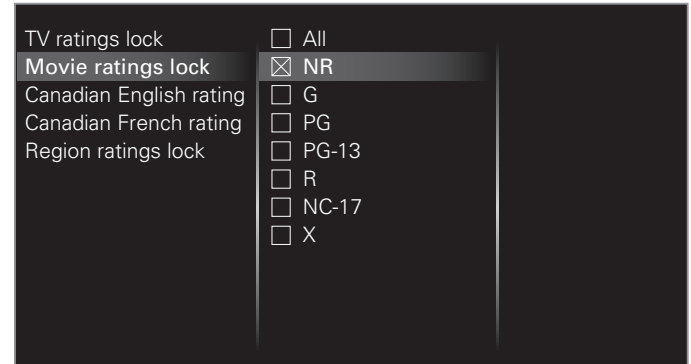 TV ratings lock
Movie ratings lock
Canadian English rating
Canadian French rating
Region ratings lock
All
NR
G
PG
PG-13
R
NC-17
X